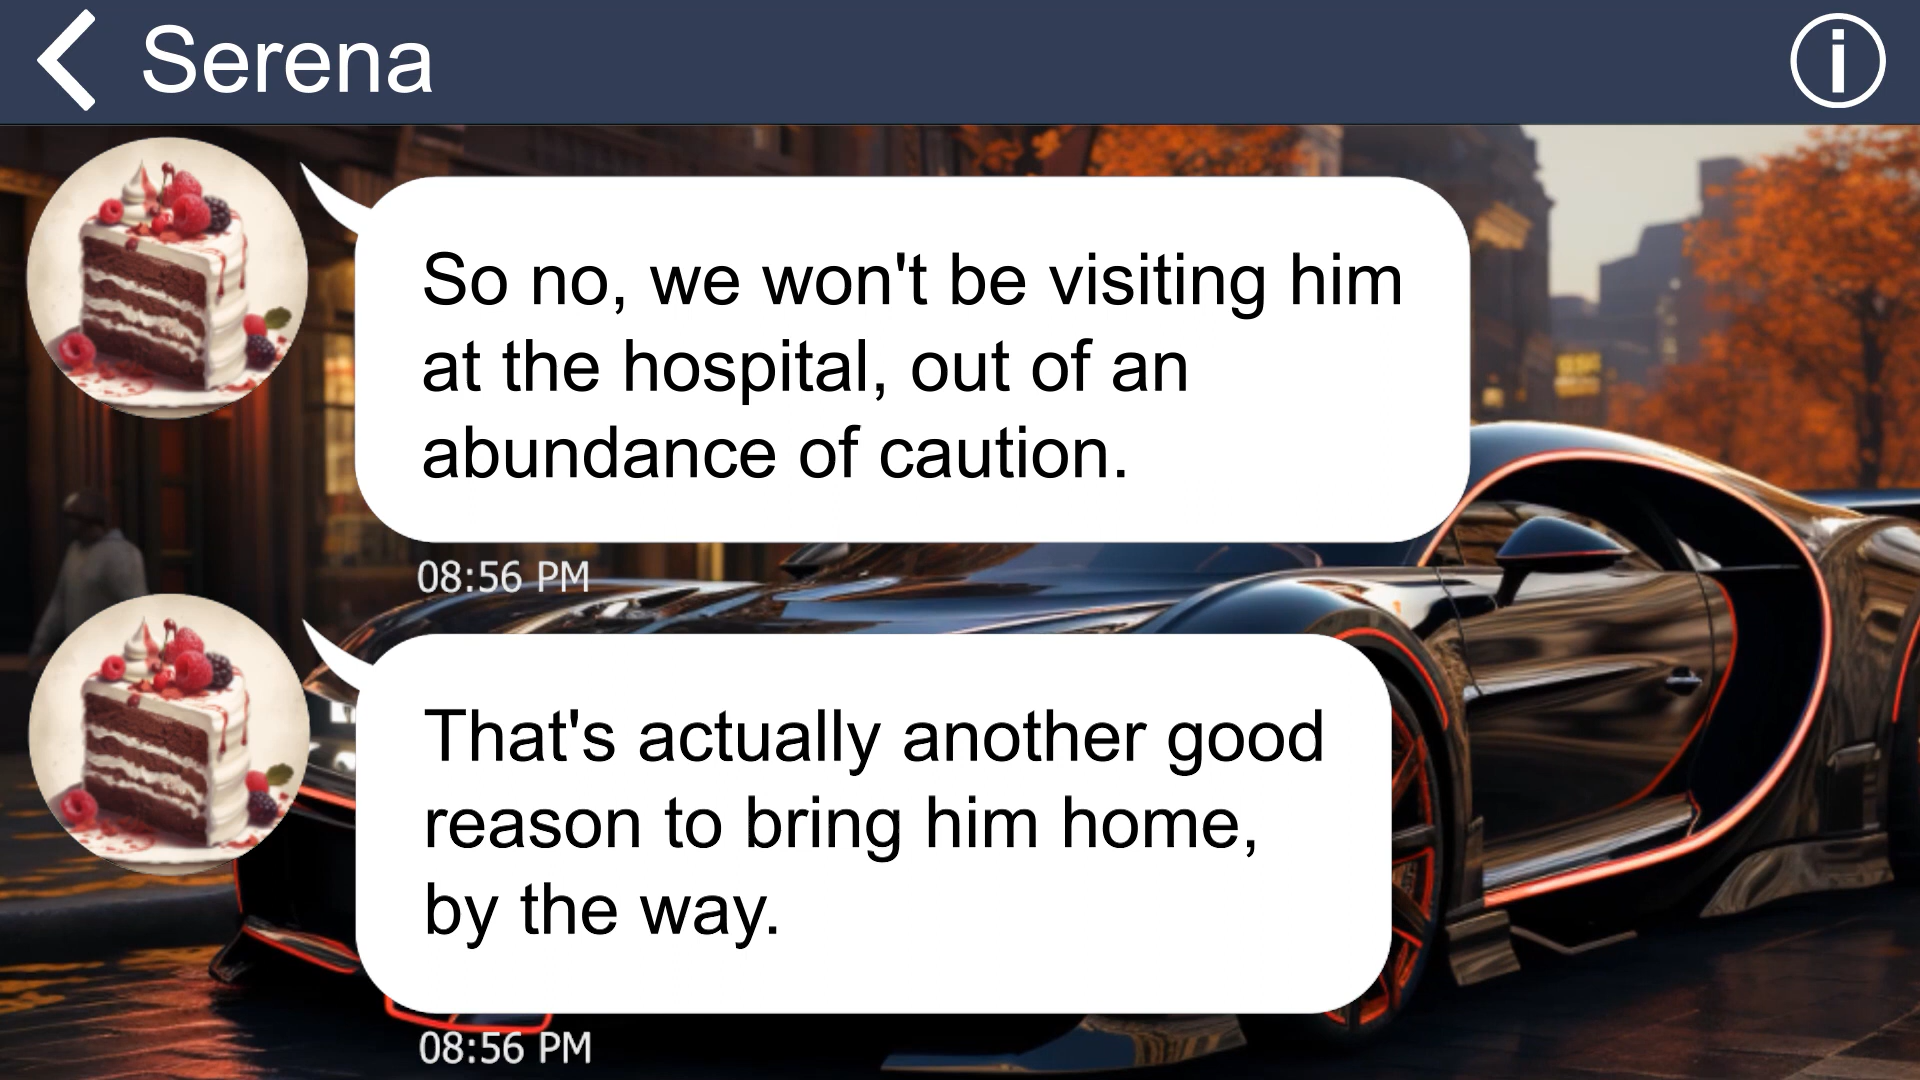 Serena
So no, we won't be visiting him
at the hospital, out of an
abundance of caution.
08:56 PM
That's actually another good
reason to bring him home,
by the way.
08:56 PM